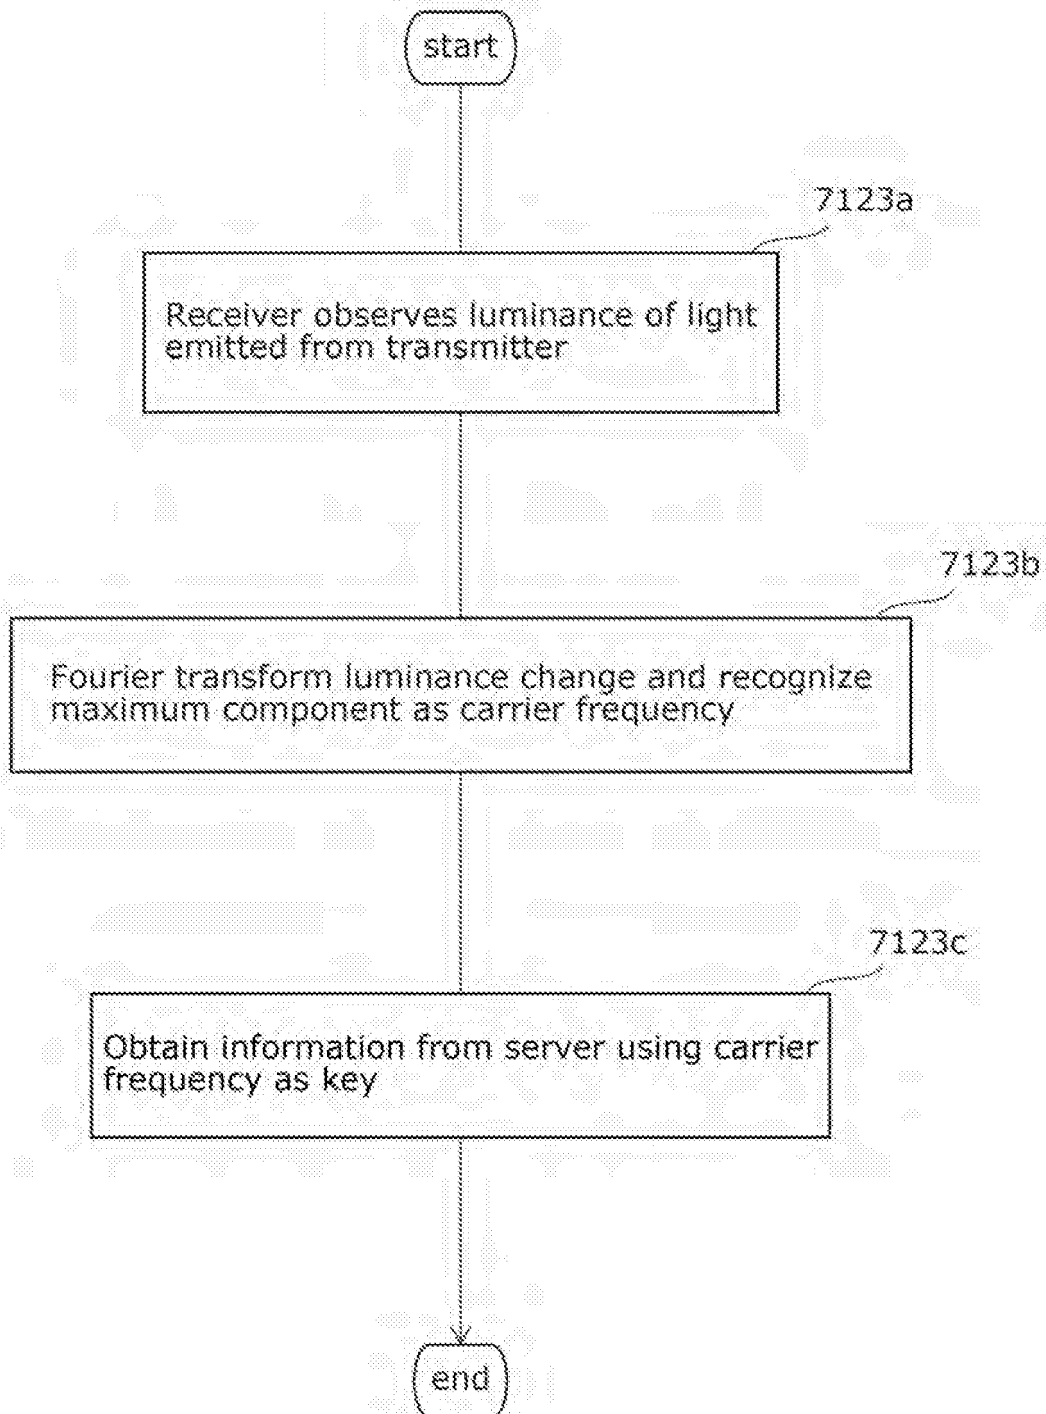 start
7123a
Receiver observes luminance of light
emitted from transmitter
7123b
Fourier transform luminance change and recognize
maximum component as carrier frequency
7123c
Obtain information from server using carrier
frequency as key
end